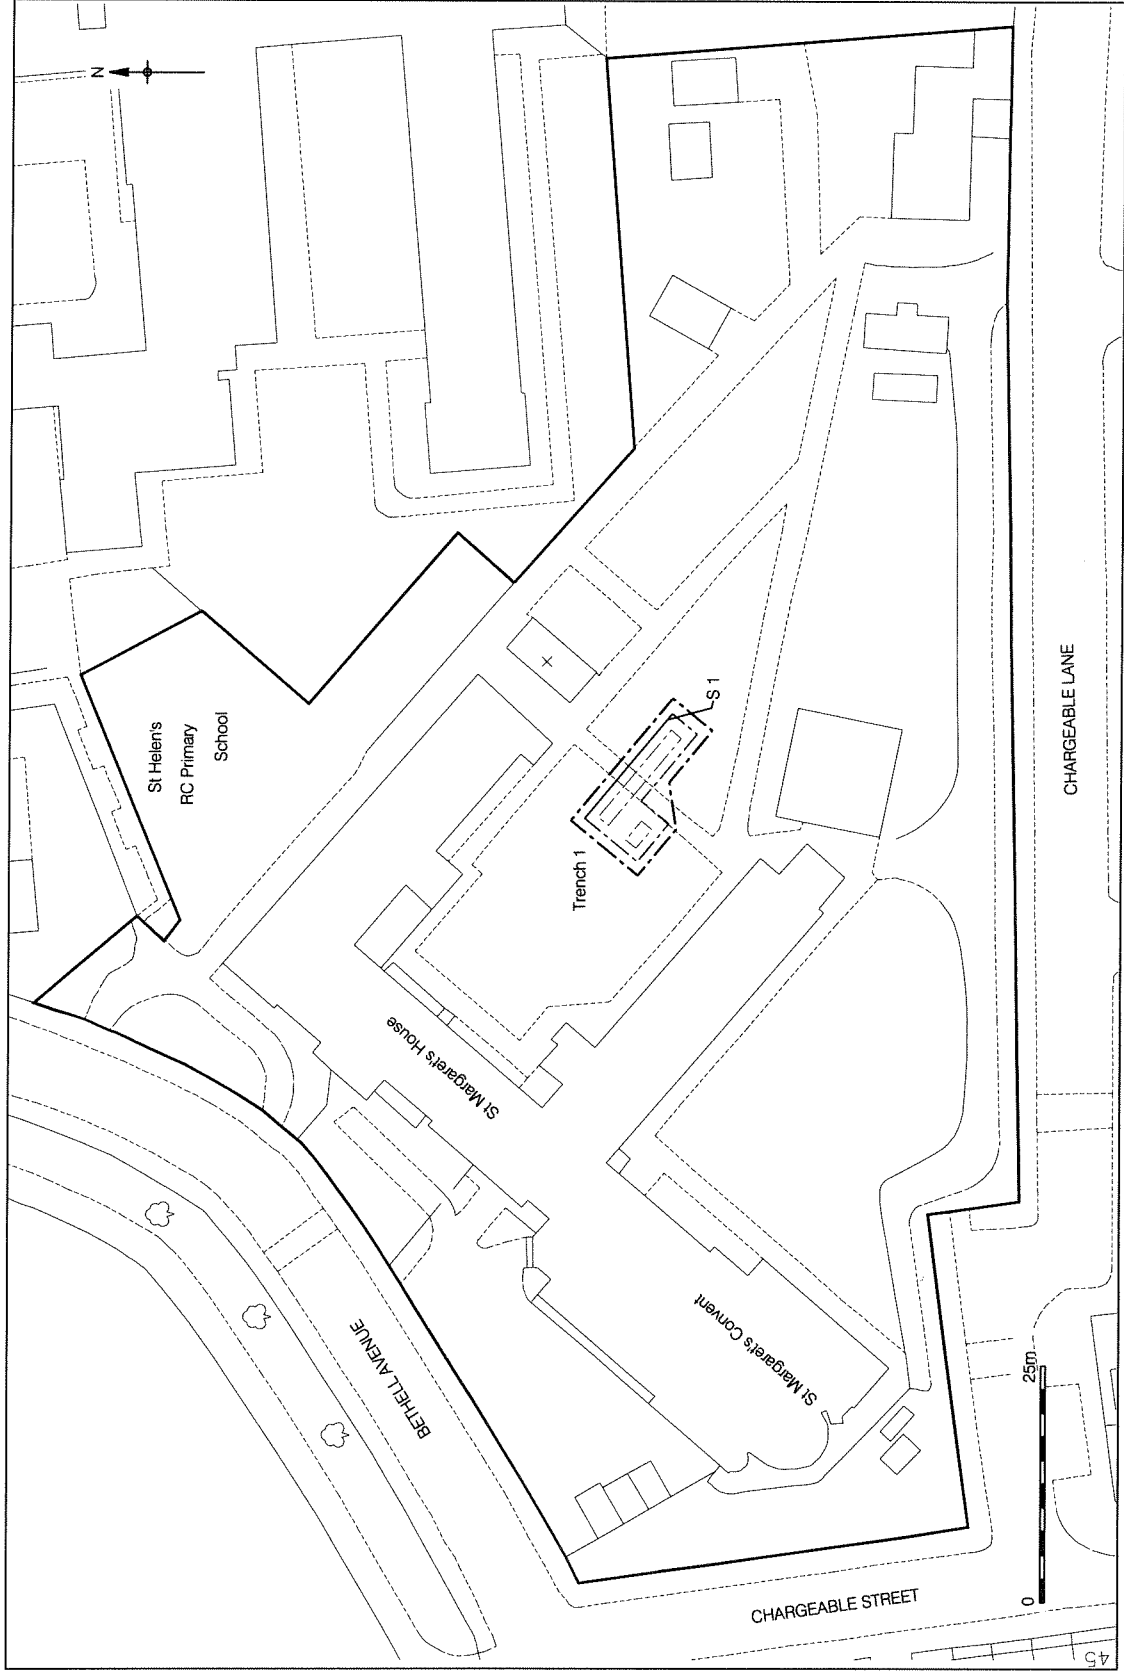 N
St Helen's
RC Primary
School
St Margaret's House
Trench 1
S 1
BETHELL AVENUE
St Margaret's Convent
CHARGEABLE LANE
CHARGEABLE STREET
0
25m
45